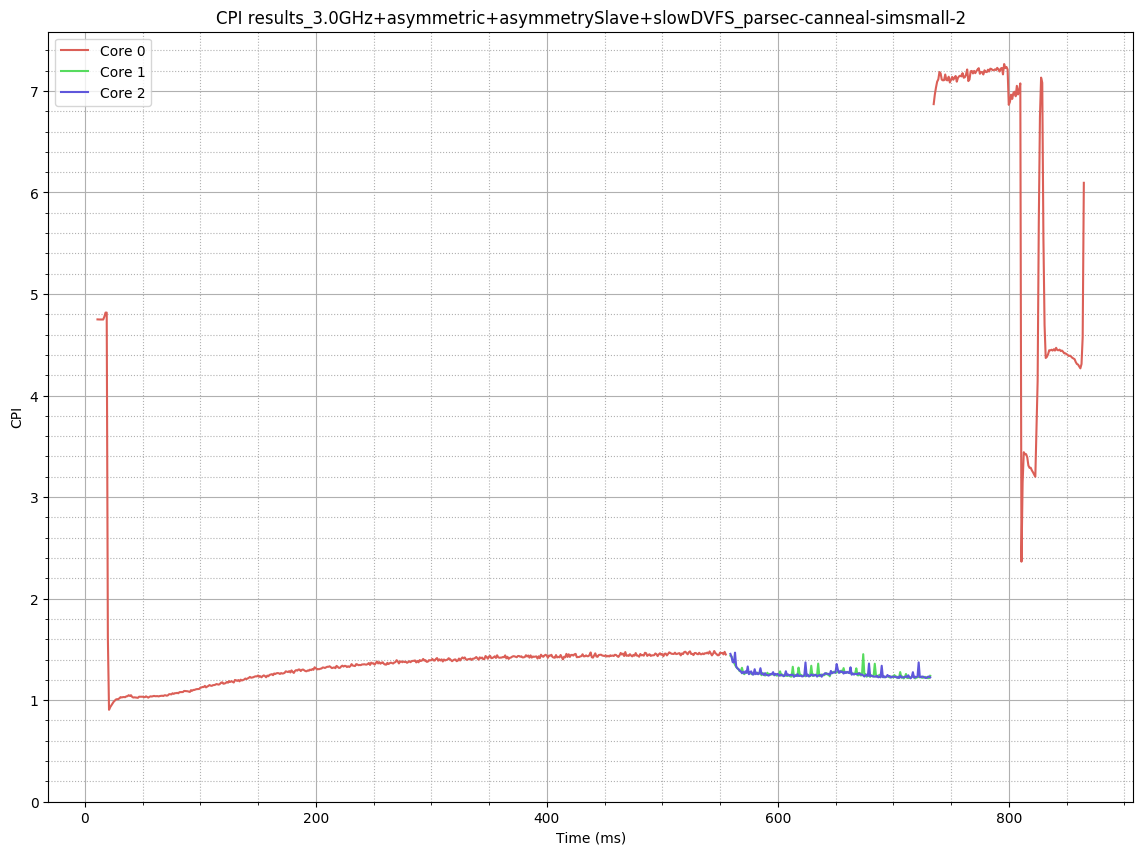 CPI results_3.0GHz+asymmetric+asymmetrySlave+slowDVFS_parsec-canneal-simsmall-2
Core 0
Core 1
Core 2
CPI
7
6
5
4
3
2
1
0
0 200 400 600 800
Time (ms)